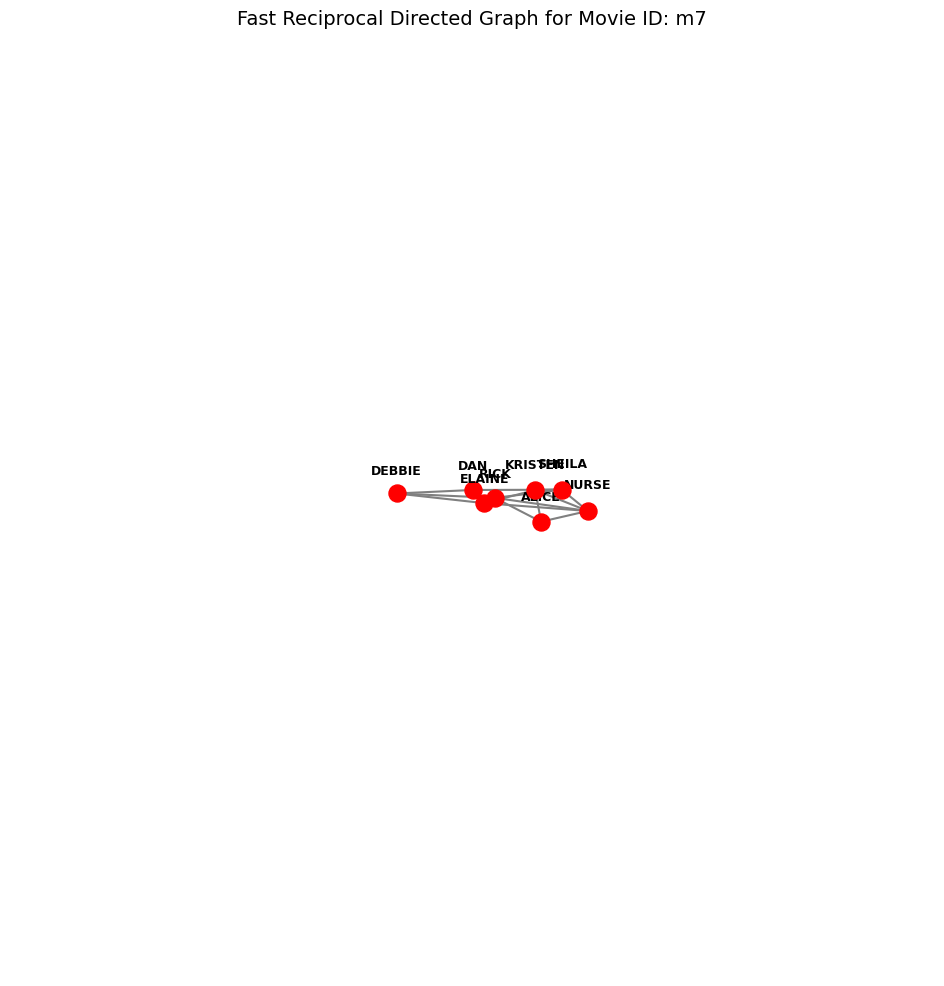 Fast Reciprocal Directed Graph for Movie ID: m7
KRISTEN
SHEILA
DAN
DEBBIE
RICK
ELAINE
NURSE
ALICE